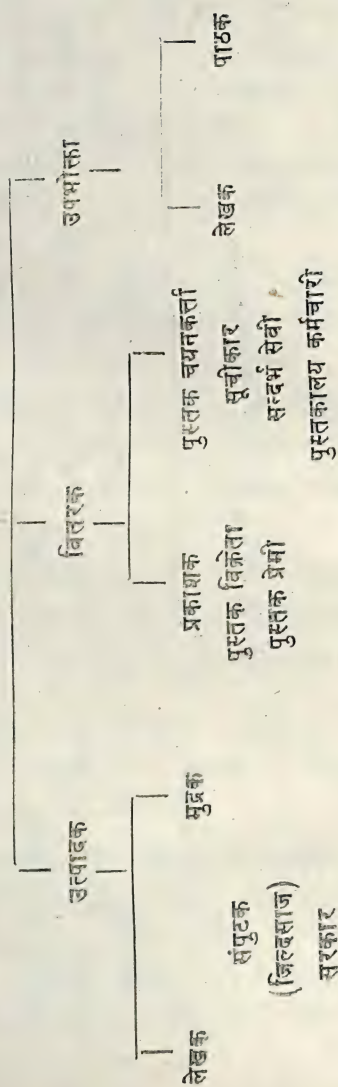 उत्पादक वितरक उपभोक्ता
लेखक मुद्रक प्रकाशक पुस्तक चयनकर्ता लेखक पाठक
संपुटक पुस्तक विक्रेता सूचीकार
(जिल्दसाज) पुस्तक प्रेमी सन्दर्भ सेवी
सरकार पुस्तकालय कर्मचारी